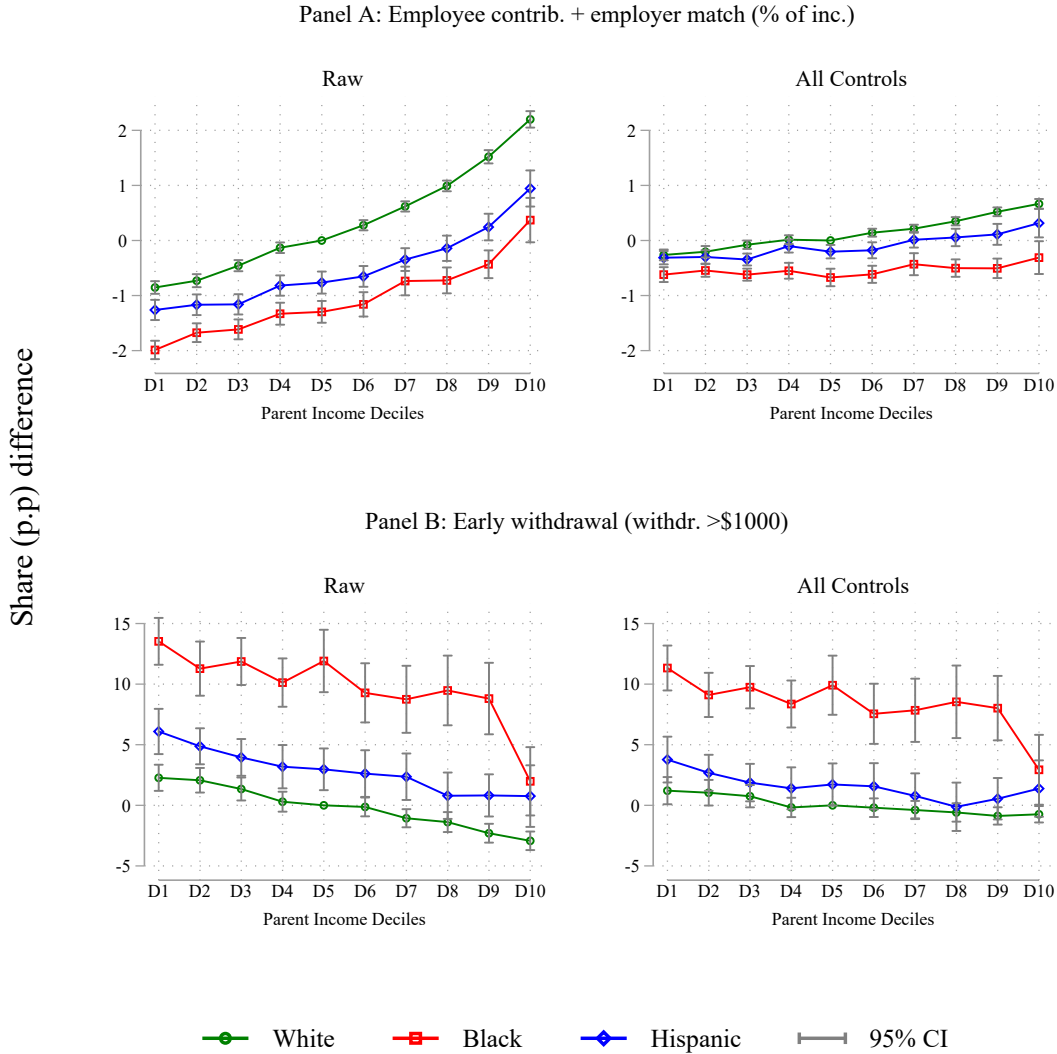 Panel A: Employee contrib. + employer match (% of inc.)
Raw
2
1
0
-1
-2
D1 D2 D3 D4 D5 D6 D7 D8 D9 D10
Parent Income Deciles
All Controls
2
1
0
-1
-2
D1 D2 D3 D4 D5 D6 D7 D8 D9 D10
Parent Income Deciles
Share (p.p) difference
Panel B: Early withdrawal (withdr. >$1000)
Raw
15
10
5
0
-5
D1 D2 D3 D4 D5 D6 D7 D8 D9 D10
Parent Income Deciles
All Controls
15
10
5
0
-5
D1 D2 D3 D4 D5 D6 D7 D8 D9 D10
Parent Income Deciles
White Black Hispanic 95% CI